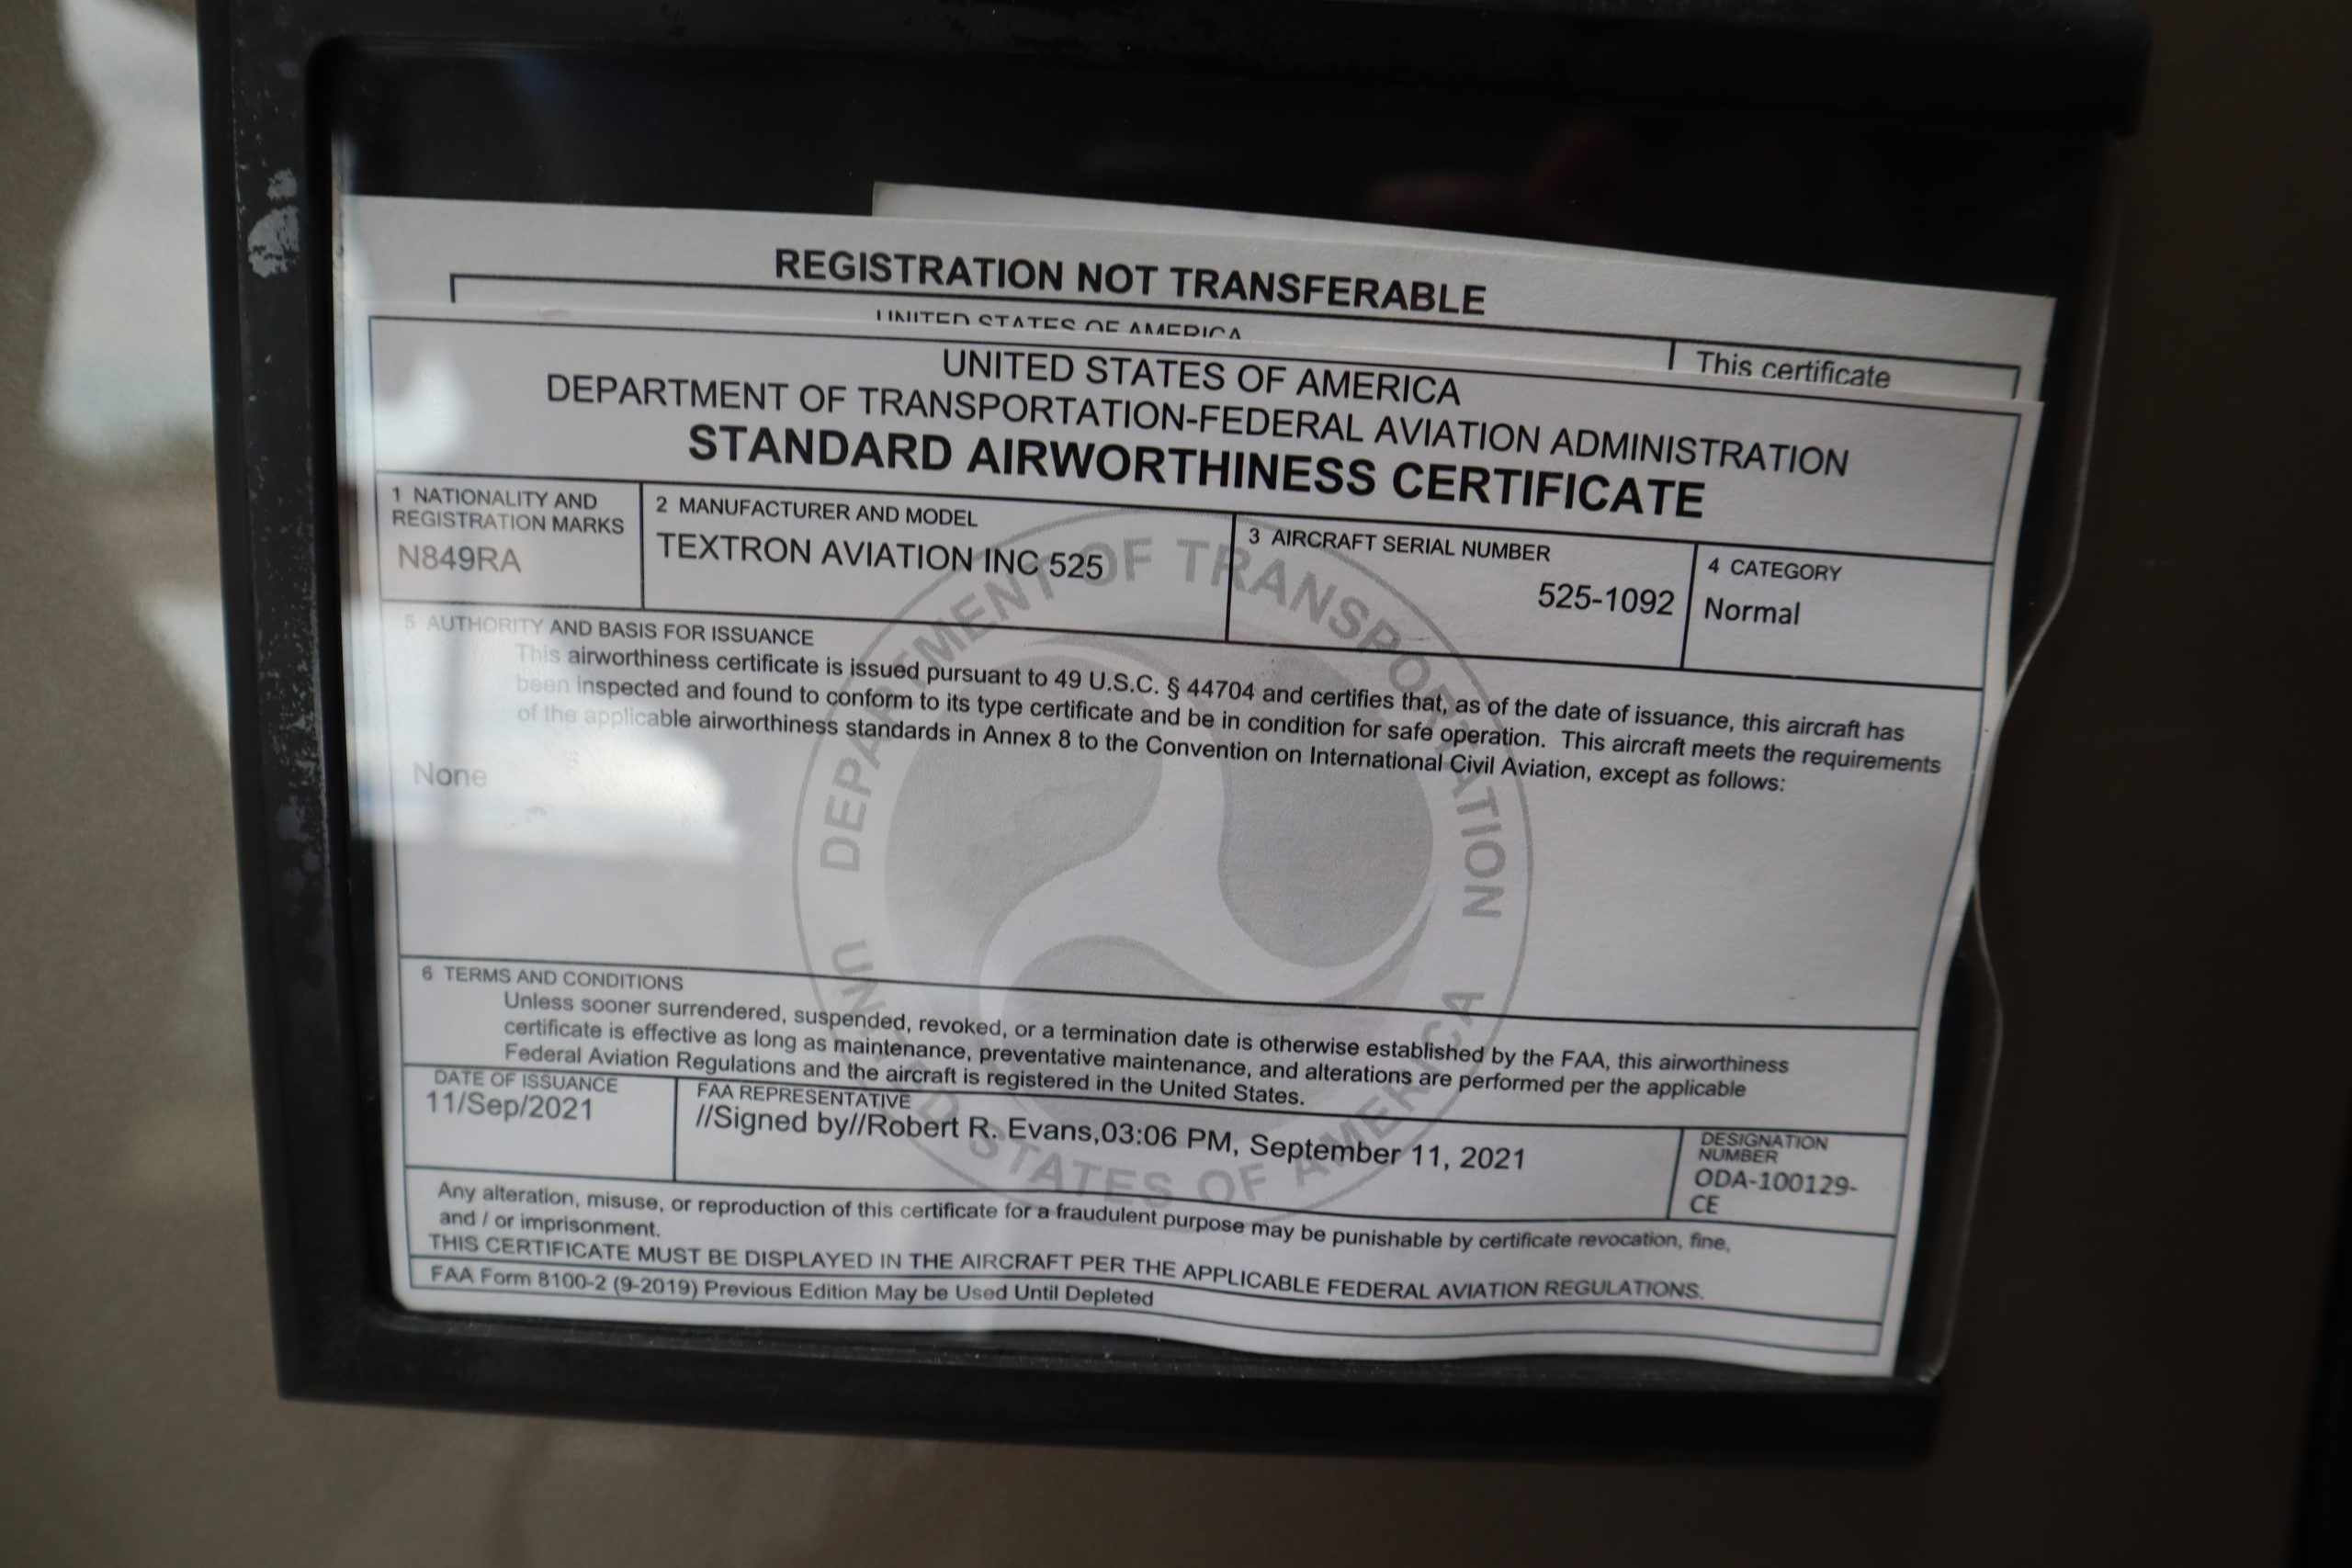 REGISTRATION NOT TRANSFERABLE
UNITED STATES OF AMERICA
This certificate
UNITED STATES OF AMERICA
DEPARTMENT OF TRANSPORTATION-FEDERAL AVIATION ADMINISTRATION
STANDARD AIRWORTHINESS CERTIFICATE
1 NATIONALITY AND
REGISTRATION MARKS
N849RA
2 MANUFACTURER AND MODEL
TEXTRON AVIATION INC 525
3 AIRCRAFT SERIAL NUMBER
525-1092
4 CATEGORY
Normal
5 AUTHORITY AND BASIS FOR ISSUANCE
This airworthiness certificate is issued pursuant to 49 U.S.C. § 44704 and certifies that, as of the date of issuance, this aircraft has
been inspected and found to conform to its type certificate and be in condition for safe operation. This aircraft meets the requirements
of the applicable airworthiness standards in Annex 8 to the Convention on International Civil Aviation, except as follows:
None
DEPARTMENT OF TRANSPORTATION
UNITED STATES OF AMERICA
6 TERMS AND CONDITIONS
Unless sooner surrendered, suspended, revoked, or a termination date is otherwise established by the FAA, this airworthiness
certificate is effective as long as maintenance, preventative maintenance, and alterations are performed per the applicable
Federal Aviation Regulations and the aircraft is registered in the United States.
DATE OF ISSUANCE
11/Sep/2021
FAA REPRESENTATIVE
//Signed by//Robert R. Evans,03:06 PM, September 11, 2021
DESIGNATION
NUMBER
ODA-100129-
CE
Any alteration, misuse, or reproduction of this certificate for a fraudulent purpose may be punishable by certificate revocation, fine,
and / or imprisonment.
THIS CERTIFICATE MUST BE DISPLAYED IN THE AIRCRAFT PER THE APPLICABLE FEDERAL AVIATION REGULATIONS.
FAA Form 8100-2 (9-2019) Previous Edition May be Used Until Depleted